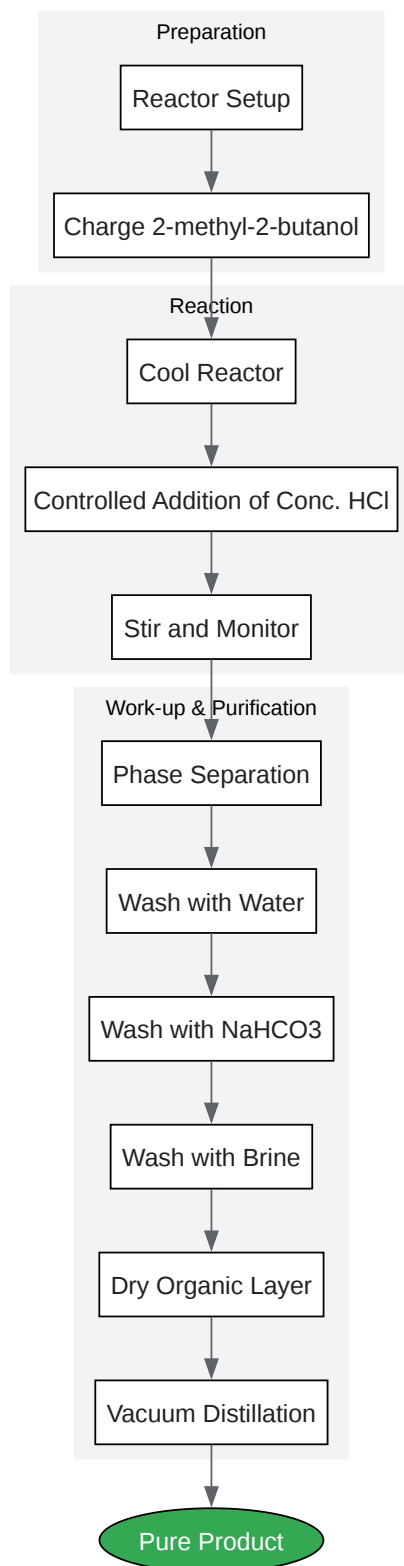 Preparation
Reactor Setup
Charge 2-methyl-2-butanol
Reaction
Cool Reactor
Controlled Addition of Conc. HCl
Stir and Monitor
Work-up & Purification
Phase Separation
Wash with Water
Wash with NaHCO3
Wash with Brine
Dry Organic Layer
Vacuum Distillation
Pure Product